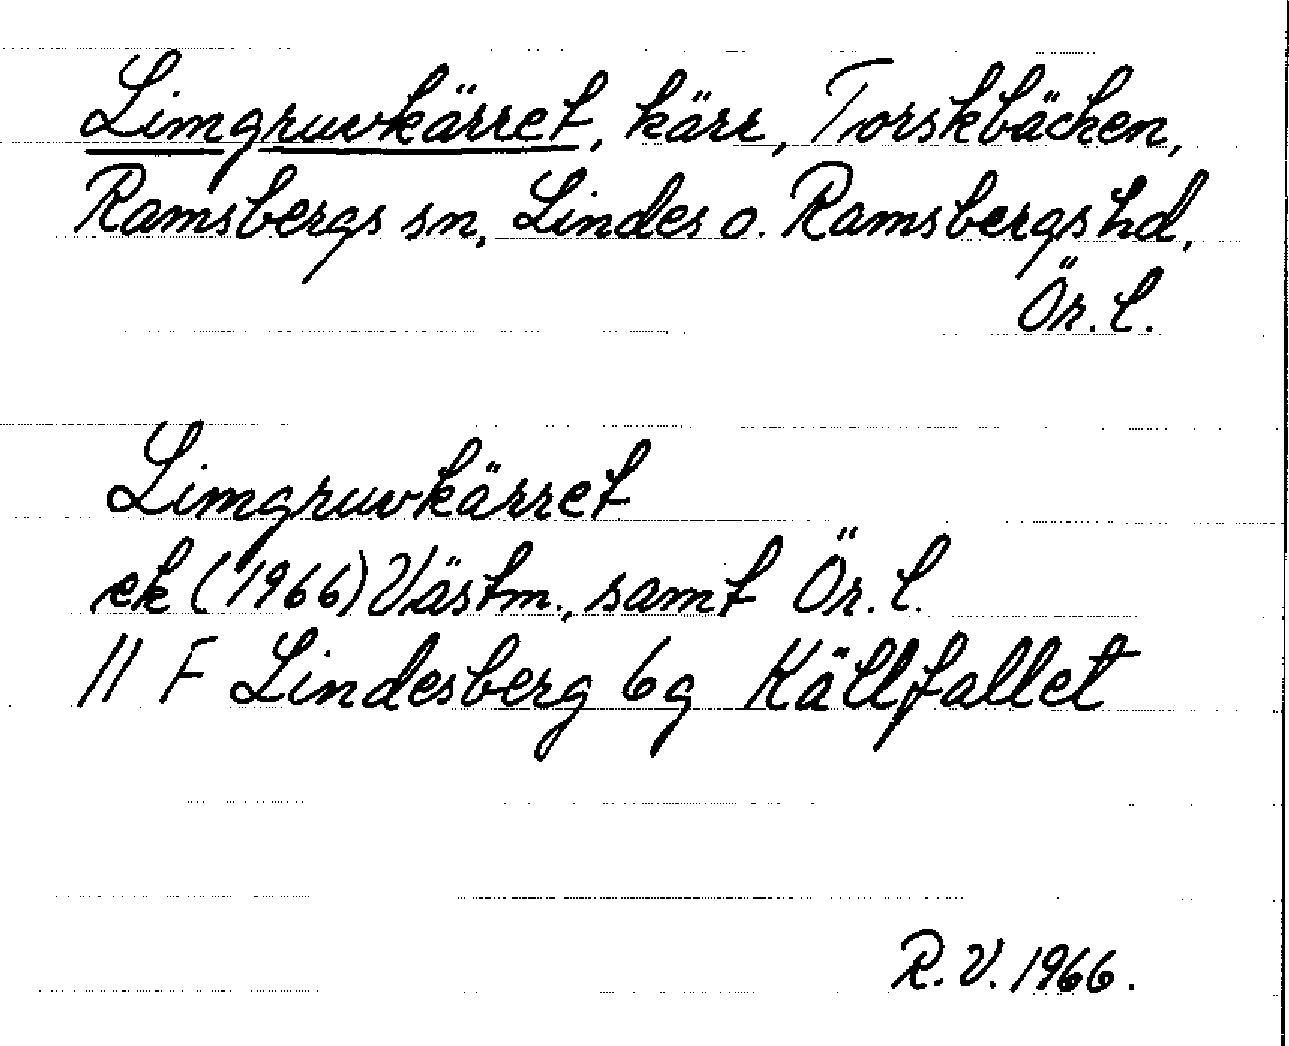 Limgruvkärret, kärr, Torskbäcken,
Ramsbergs sn, Lindes o. Ramsbergs hd,
Ör. l.
Limgruvkärret
ek (1966) Västm., samt Ör. l.
11 F Lindesberg 6g Källfallet
R. V. 1966.